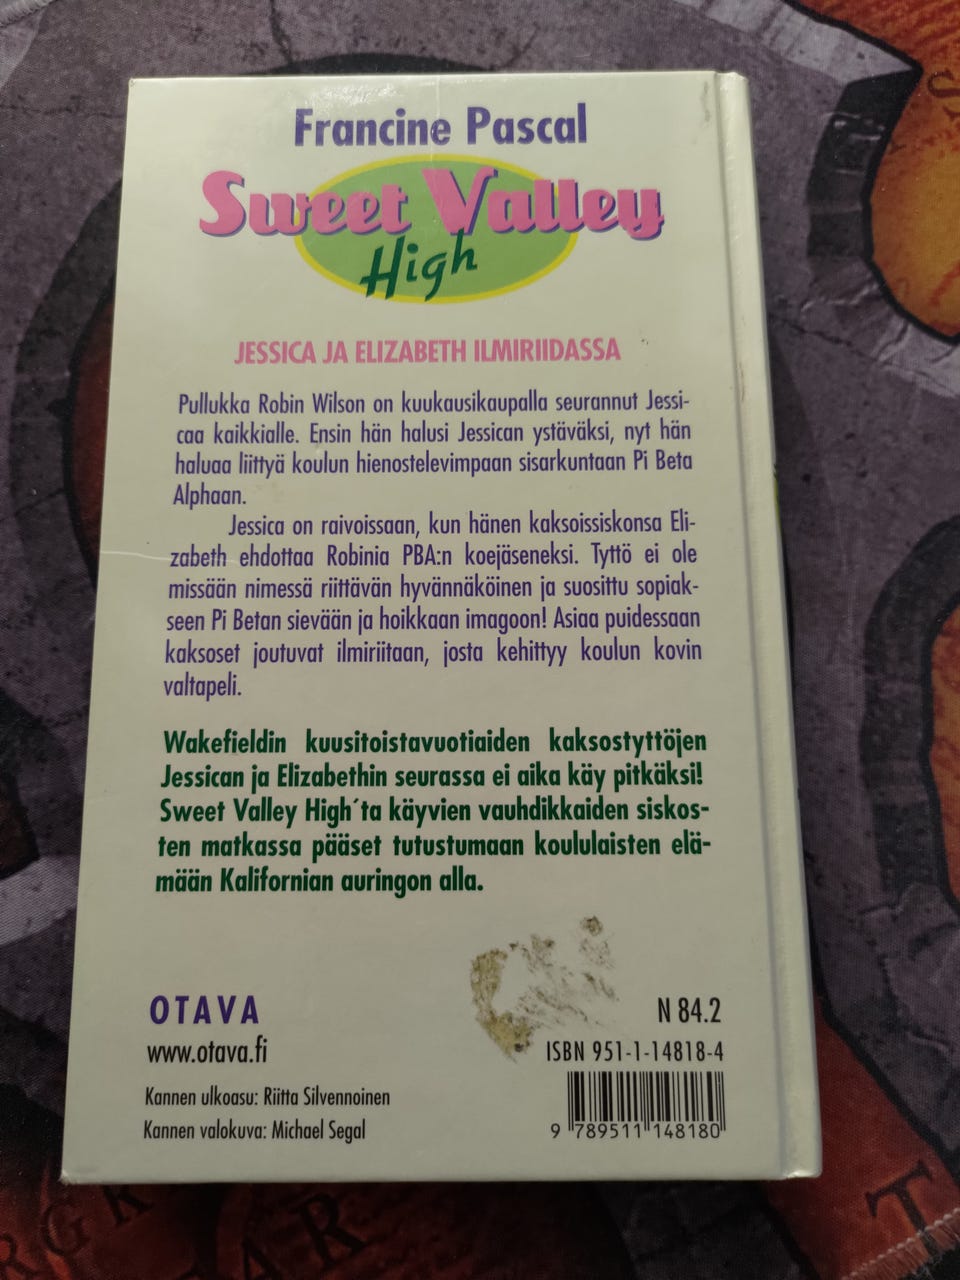 Francine Pascal
Sweet Valley
High
JESSICA JA ELIZABETH ILMIRIIDASSA
Pullukka Robin Wilson on kuukausikaupalla seurannut Jessi-
caa kaikkialle. Ensin hän halusi Jessican ystäväksi, nyt hän
haluaa liittyä koulun hienostelevimpaan sisarkuntaan Pi Beta
Alphaan.
Jessica on raivoissaan, kun hänen kaksoissiskonsa Eli-
zabeth ehdottaa Robinia PBA:n koejäseneksi. Tyttö ei ole
missään nimessä riittävän hyvännäköinen ja suosittu sopiak-
seen Pi Betan sievään ja hoikkaan imagoon! Asiaa puidessaan
kaksoset joutuvat ilmiriitaan, josta kehittyy koulun kovin
valtapeli.
Wakefieldin kuusitoistavuotiaiden kaksostyttöjen
Jessican ja Elizabethin seurassa ei aika käy pitkäksi!
Sweet Valley High´ta käyvien vauhdikkaiden siskos-
ten matkassa pääset tutustumaan koululaisten elä-
mään Kalifornian auringon alla.
OTAVA
www.otava.fi
Kannen ulkoasu: Riitta Silvennoinen
Kannen valokuva: Michael Segal
N 84.2
ISBN 951-1-14818-4
9 789511 148180